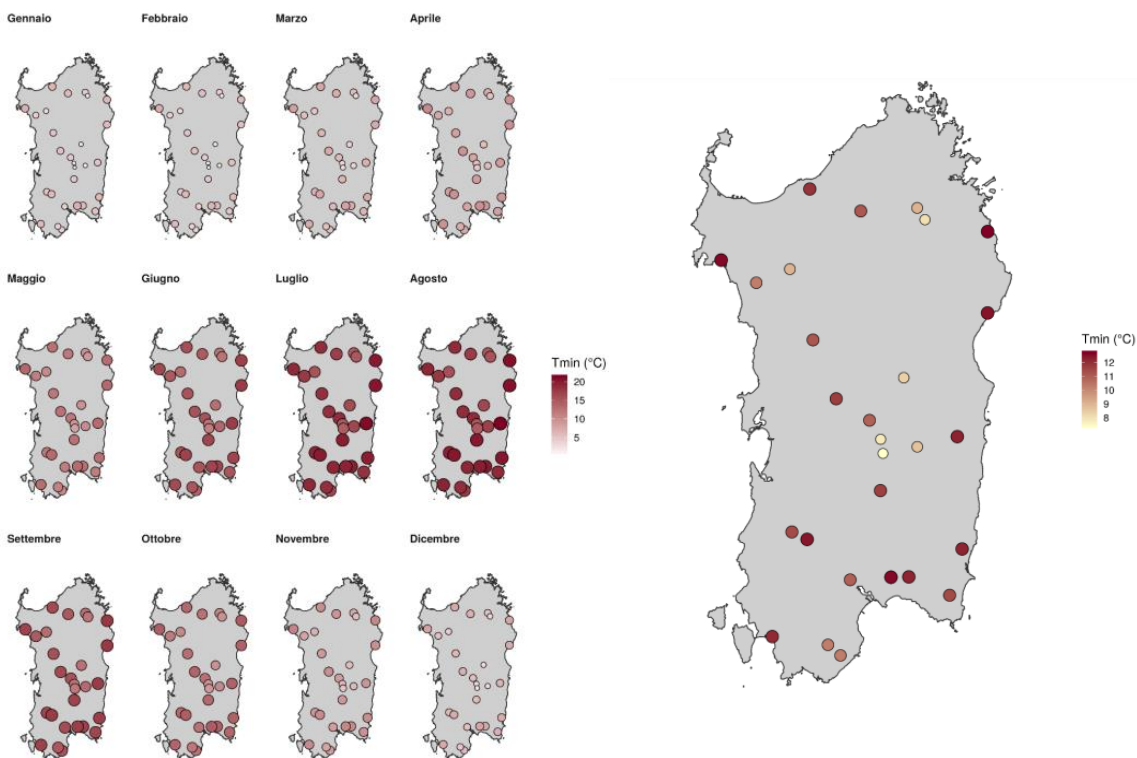 Gennaio
Febbraio
Marzo
Aprile
Maggio
Giugno
Luglio
Agosto
Tmin (°C)
20
15
10
5
Settembre
Ottobre
Novembre
Dicembre
Tmin (°C)
12
11
10
9
8